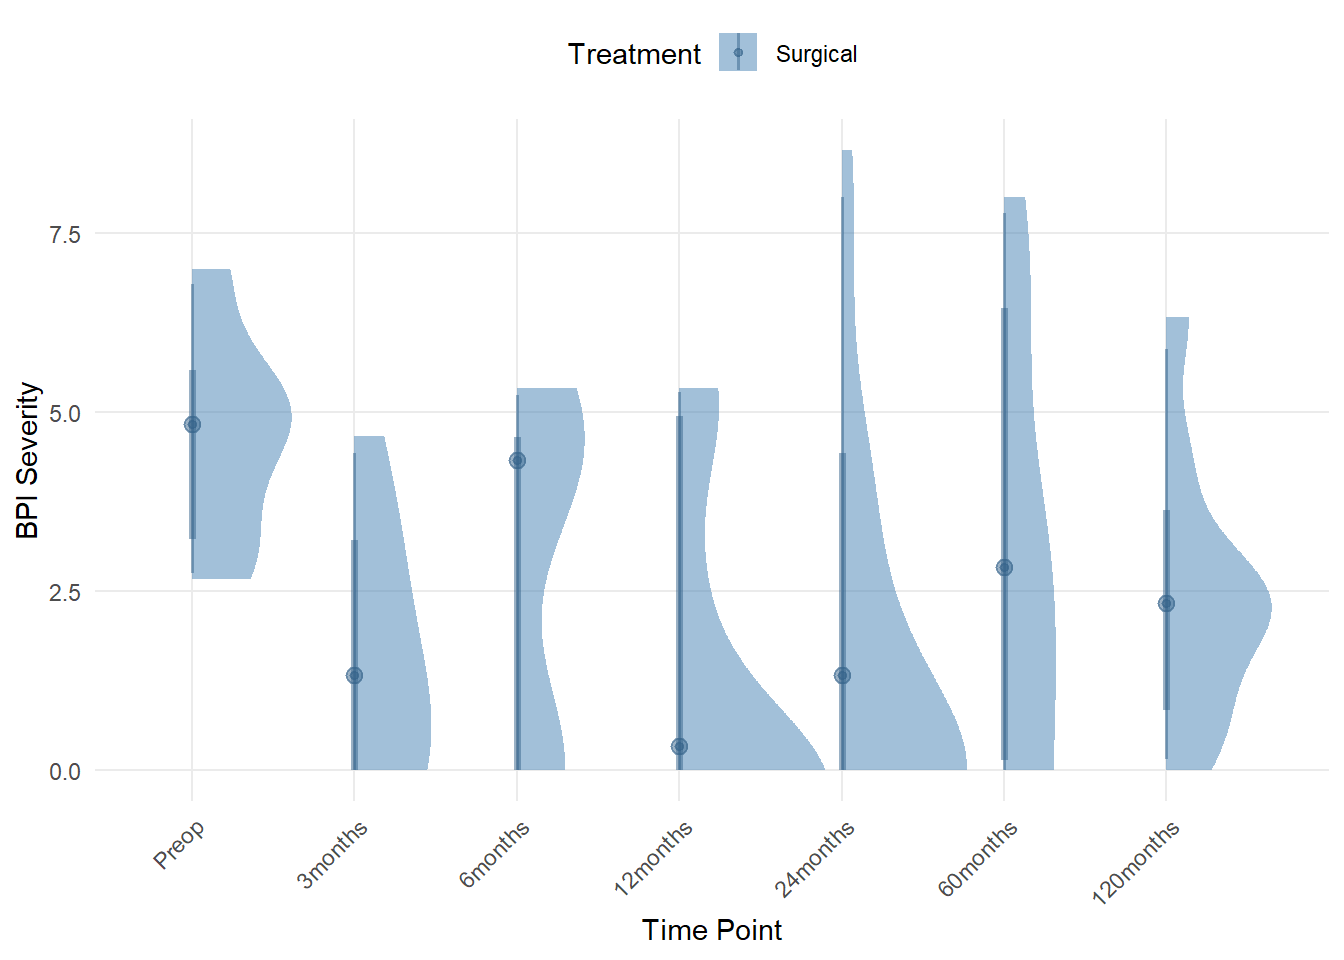 Treatment Surgical
BPI Severity
7.5
5.0
2.5
0.0
Preop
3months
6months
12months
24months
60months
120months
Time Point